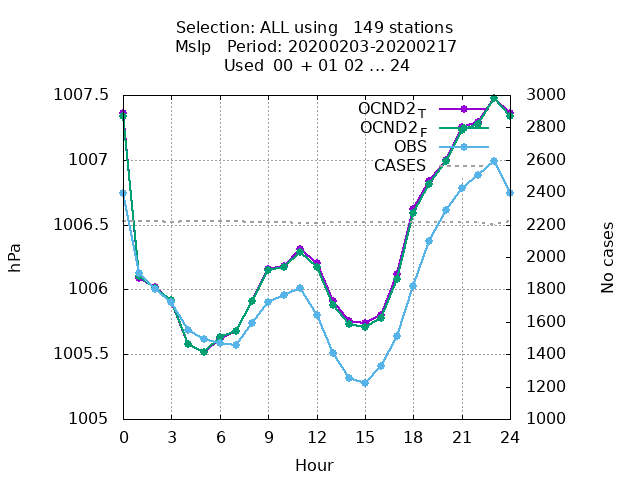 Selection: ALL using 149 stations
Mslp Period: 20200203-20200217
Used 00 + 01 02 ... 24
1007.5
1007
1006.5
1006
1005.5
1005
hPa
OCND2 T
OCND2 F
OBS
CASES
3000
2800
2600
2400
2200
2000
1800
1600
1400
1200
1000
No cases
0 3 6 9 12 15 18 21 24
Hour